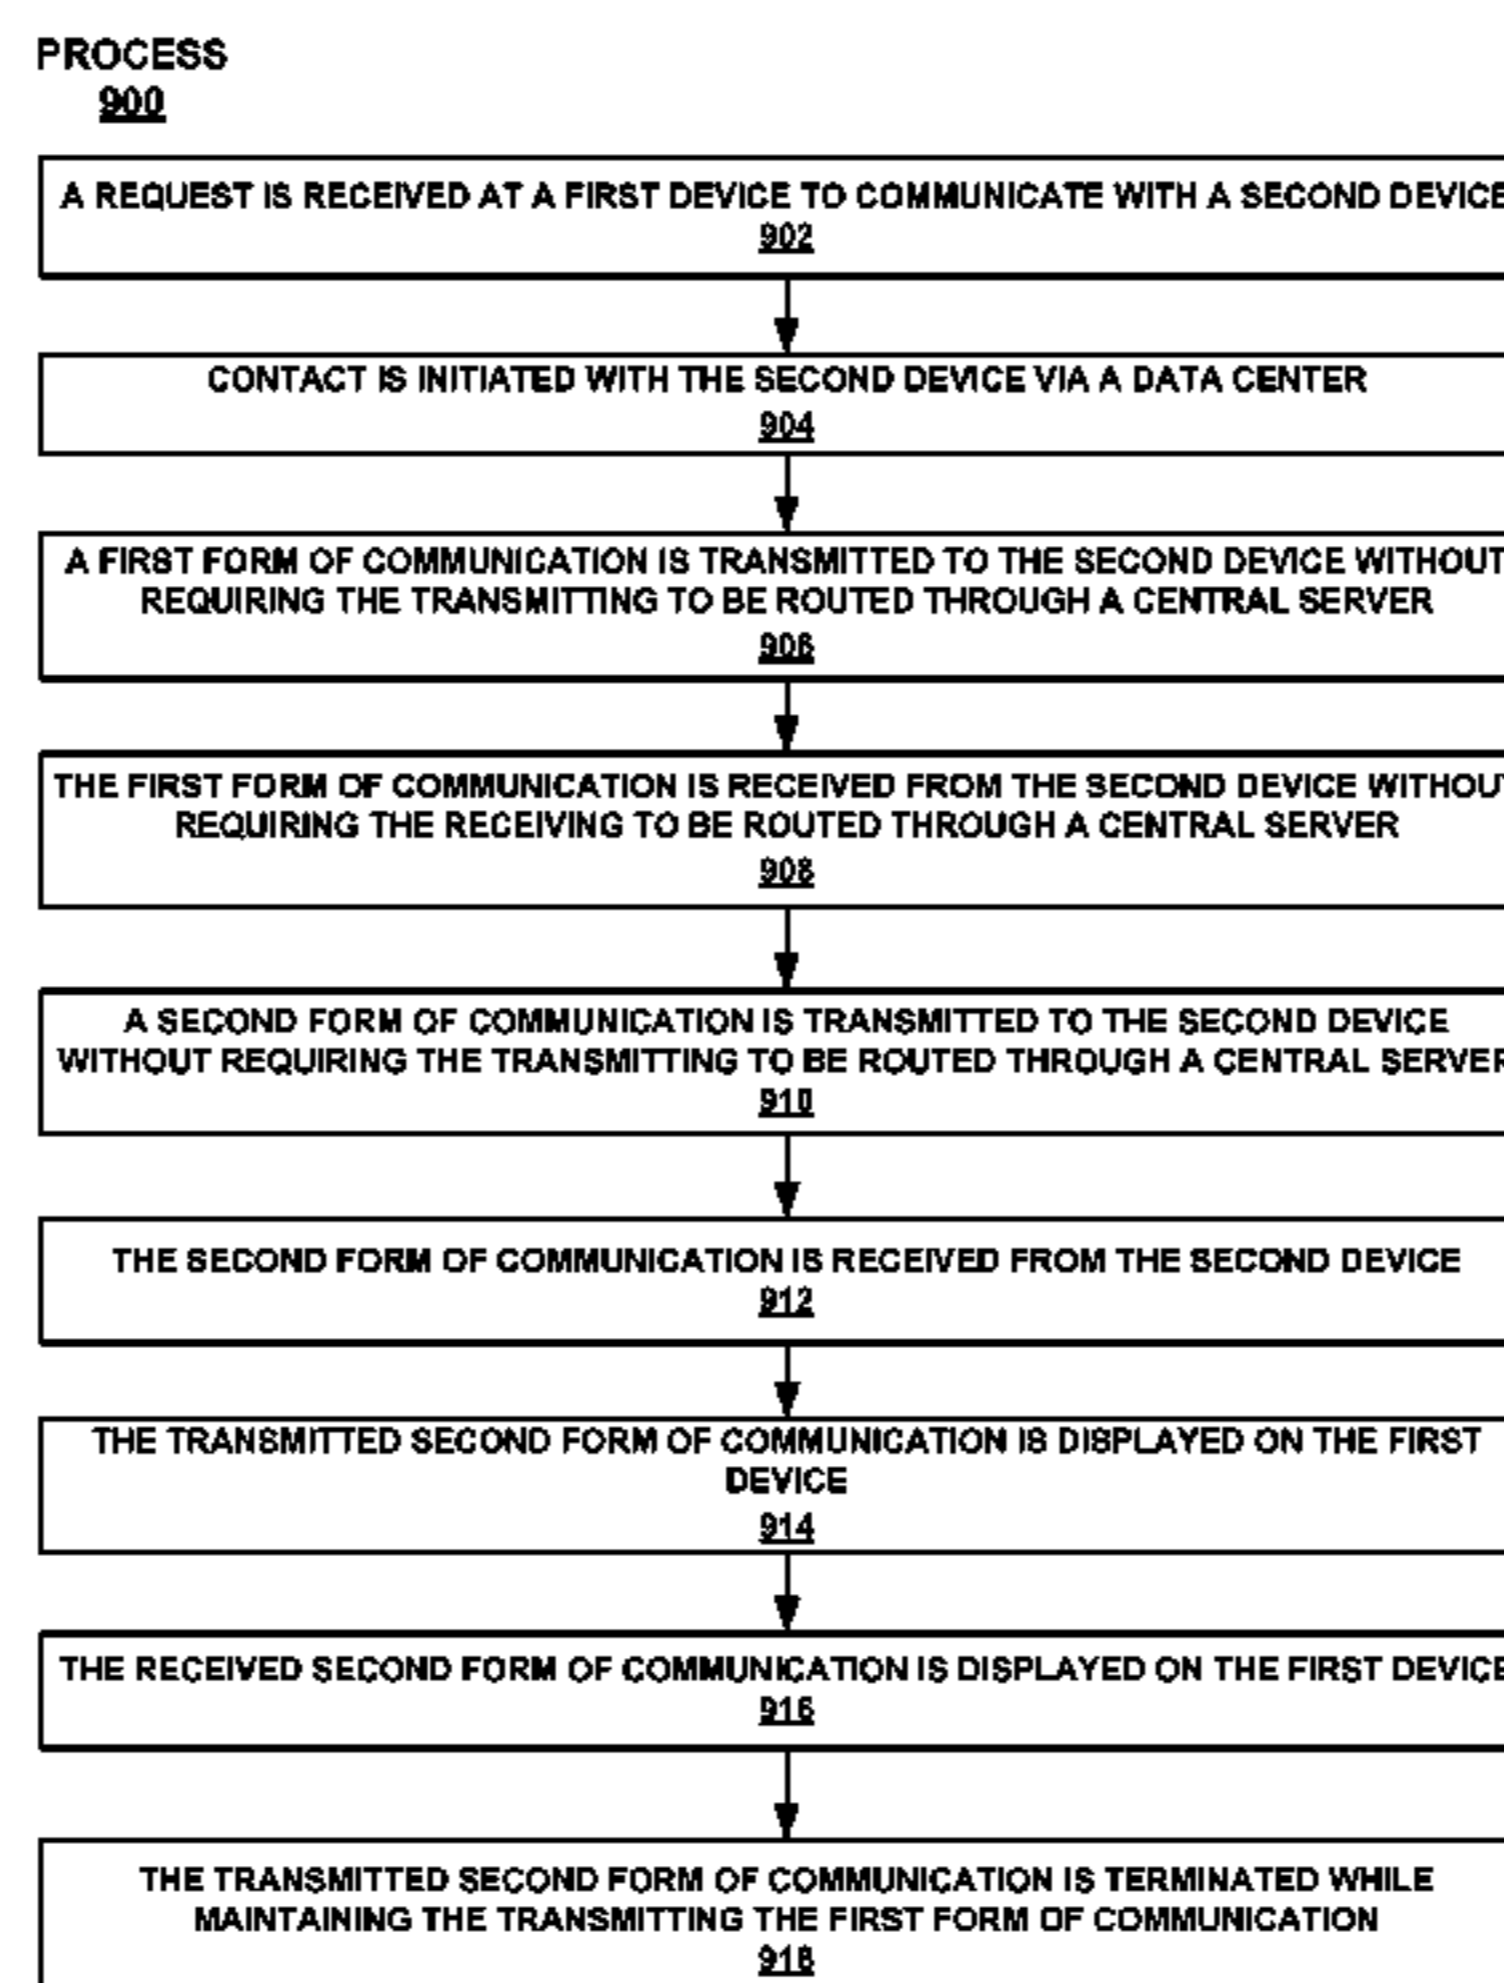 PROCESS
900
A REQUEST IS RECEIVED AT A FIRST DEVICE TO COMMUNICATE WITH A SECOND DEVICE
902
CONTACT IS INITIATED WITH THE SECOND DEVICE VIA A DATA CENTER
904
A FIRST FORM OF COMMUNICATION IS TRANSMITTED TO THE SECOND DEVICE WITHOUT
REQUIRING THE TRANSMITTING TO BE ROUTED THROUGH A CENTRAL SERVER
906
THE FIRST FORM OF COMMUNICATION IS RECEIVED FROM THE SECOND DEVICE WITHOUT
REQUIRING THE RECEIVING TO BE ROUTED THROUGH A CENTRAL SERVER
908
A SECOND FORM OF COMMUNICATION IS TRANSMITTED TO THE SECOND DEVICE
WITHOUT REQUIRING THE TRANSMITTING TO BE ROUTED THROUGH A CENTRAL SERVER
910
THE SECOND FORM OF COMMUNICATION IS RECEIVED FROM THE SECOND DEVICE
912
THE TRANSMITTED SECOND FORM OF COMMUNICATION IS DISPLAYED ON THE FIRST
DEVICE
914
THE RECEIVED SECOND FORM OF COMMUNICATION IS DISPLAYED ON THE FIRST DEVICE
916
THE TRANSMITTED SECOND FORM OF COMMUNICATION IS TERMINATED WHILE
MAINTAINING THE TRANSMITTING THE FIRST FORM OF COMMUNICATION
918